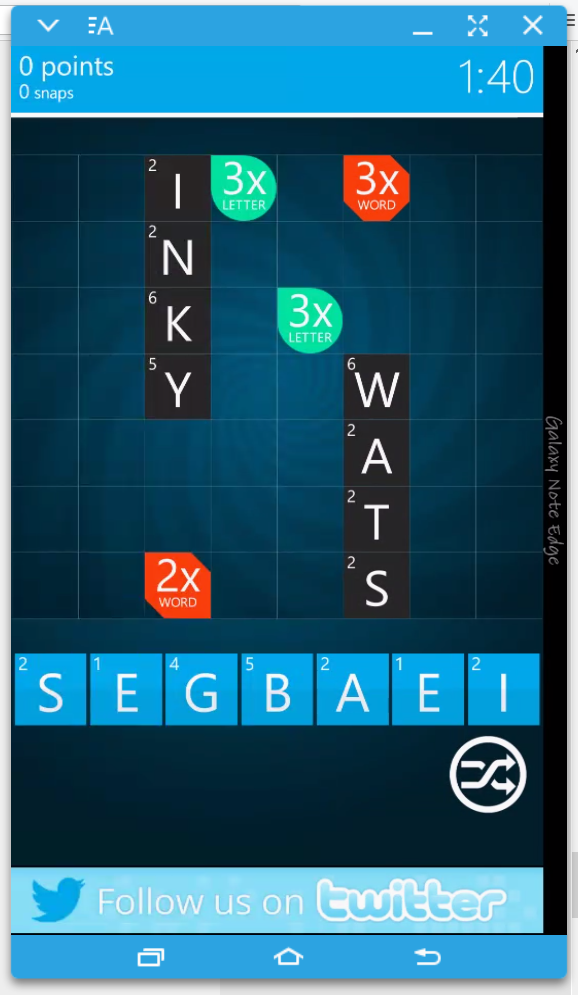 ΞA
0 points
1:40
0 snaps
2 I 3x LETTER 3x WORD
2 N
6 K 3x LETTER
5 Y 6 W
2 A
2 T
2x WORD 2 S
Galaxy Note Edge
2 S 1 E 4 G 5 B 2 A 1 E 2 I
Follow us on twitter